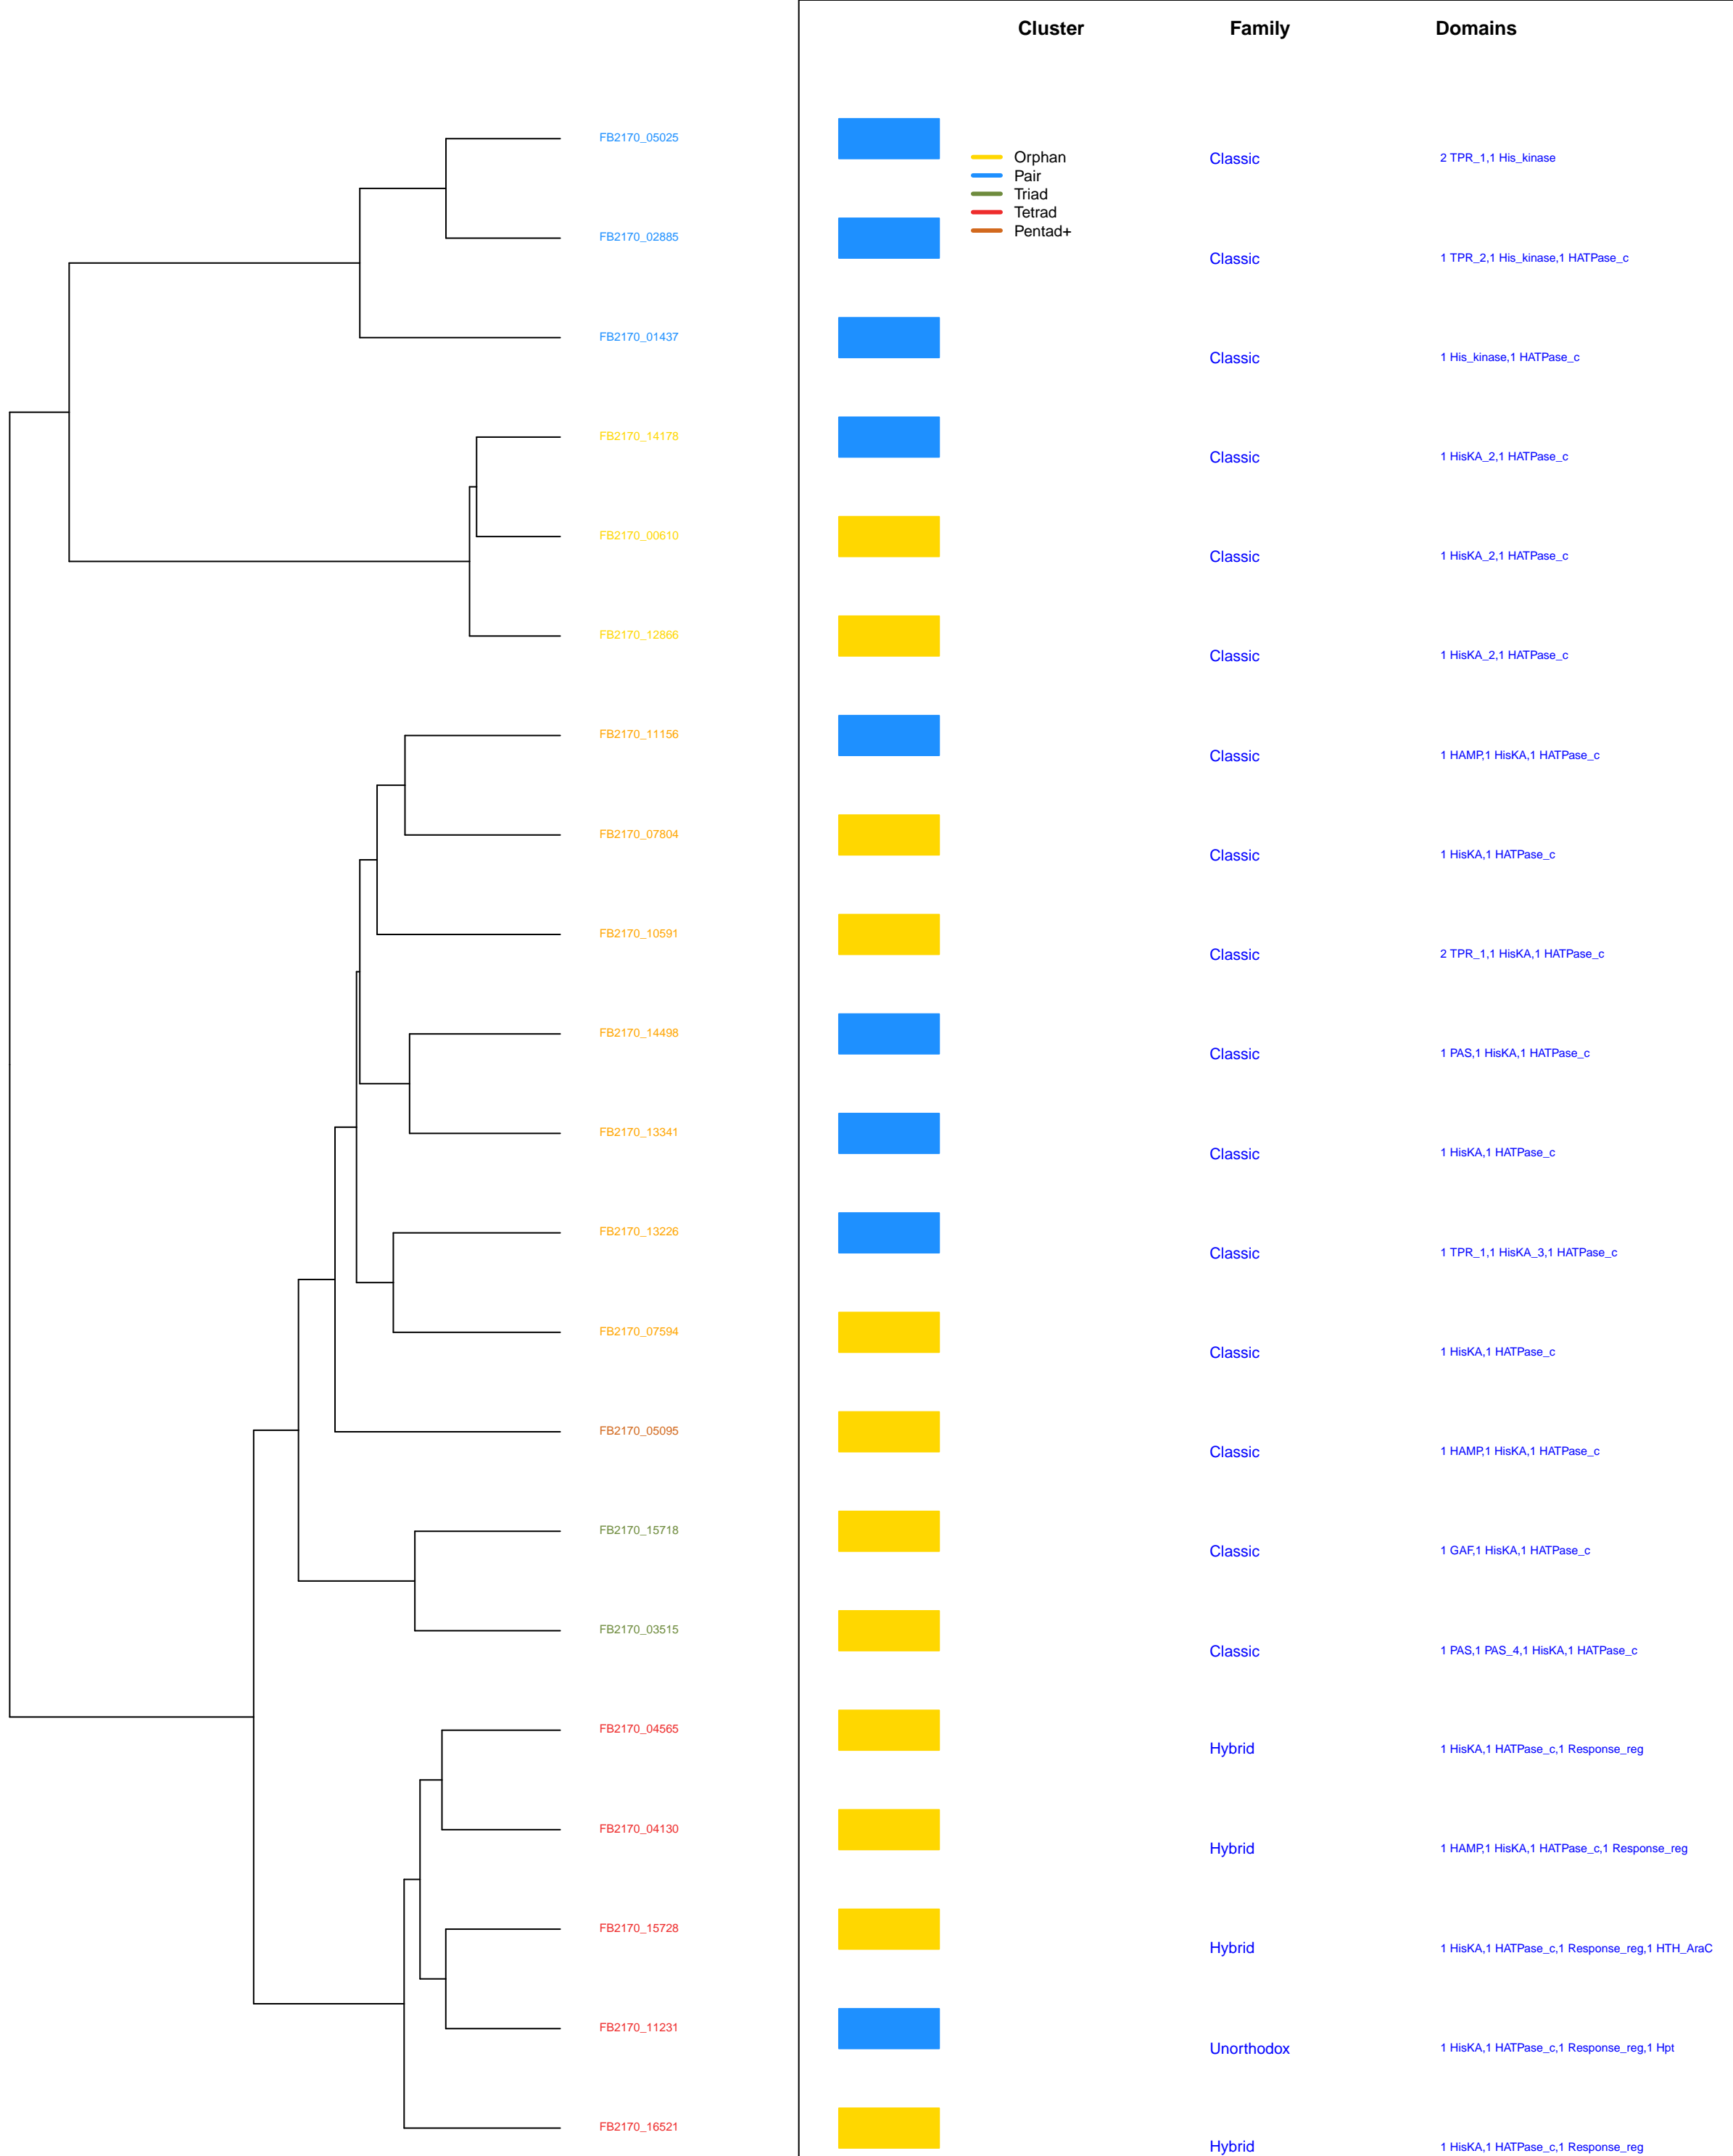 Cluster Family Domains
FB2170_05025
Orphan
Classic 2 TPR_1,1 His_kinase
Pair
Triad
Tetrad
Pentad+
FB2170_02885
Classic 1 TPR_2,1 His_kinase,1 HATPase_c
FB2170_01437
Classic 1 His_kinase,1 HATPase_c
FB2170_14178
Classic 1 HisKA_2,1 HATPase_c
FB2170_00610
Classic 1 HisKA_2,1 HATPase_c
FB2170_12866
Classic 1 HisKA_2,1 HATPase_c
FB2170_11156
Classic 1 HAMP,1 HisKA,1 HATPase_c
FB2170_07804
Classic 1 HisKA,1 HATPase_c
FB2170_10591
Classic 2 TPR_1,1 HisKA,1 HATPase_c
FB2170_14498
Classic 1 PAS,1 HisKA,1 HATPase_c
FB2170_13341
Classic 1 HisKA,1 HATPase_c
FB2170_13226
Classic 1 TPR_1,1 HisKA_3,1 HATPase_c
FB2170_07594
Classic 1 HisKA,1 HATPase_c
FB2170_05095
Classic 1 HAMP,1 HisKA,1 HATPase_c
FB2170_15718
Classic 1 GAF,1 HisKA,1 HATPase_c
FB2170_03515
Classic 1 PAS,1 PAS_4,1 HisKA,1 HATPase_c
FB2170_04565
Hybrid 1 HisKA,1 HATPase_c,1 Response_reg
FB2170_04130
Hybrid 1 HAMP,1 HisKA,1 HATPase_c,1 Response_reg
FB2170_15728
Hybrid 1 HisKA,1 HATPase_c,1 Response_reg,1 HTH_AraC
FB2170_11231
Unorthodox 1 HisKA,1 HATPase_c,1 Response_reg,1 Hpt
FB2170_16521
Hybrid 1 HisKA,1 HATPase_c,1 Response_reg